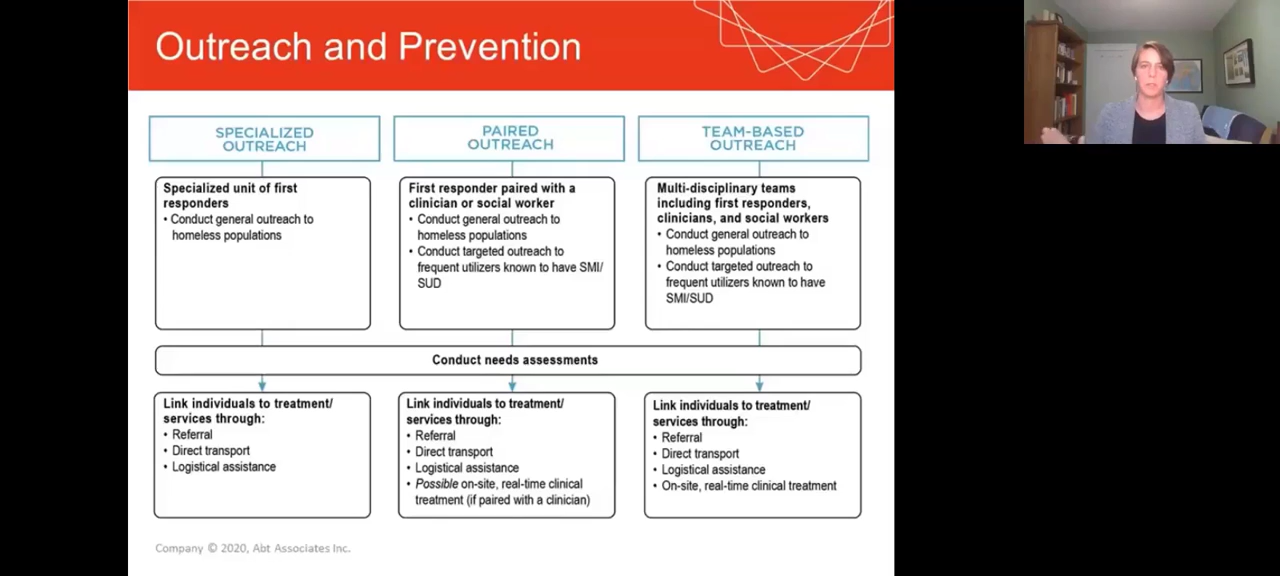 Outreach and Prevention
SPECIALIZED
OUTREACH
PAIRED
OUTREACH
TEAM-BASED
OUTREACH
Specialized unit of first
responders
• Conduct general outreach to
homeless populations
First responder paired with a
clinician or social worker
• Conduct general outreach to
homeless populations
• Conduct targeted outreach to
frequent utilizers known to have SMI/
SUD
Multi-disciplinary teams
including first responders,
clinicians, and social workers
• Conduct general outreach to
homeless populations
• Conduct targeted outreach to
frequent utilizers known to have
SMI/SUD
Conduct needs assessments
Link individuals to treatment/
services through:
• Referral
• Direct transport
• Logistical assistance
Link individuals to treatment/
services through:
• Referral
• Direct transport
• Logistical assistance
• Possible on-site, real-time clinical
treatment (if paired with a clinician)
Link individuals to treatment/
services through:
• Referral
• Direct transport
• Logistical assistance
• On-site, real-time clinical treatment
Company © 2020, Abt Associates Inc.